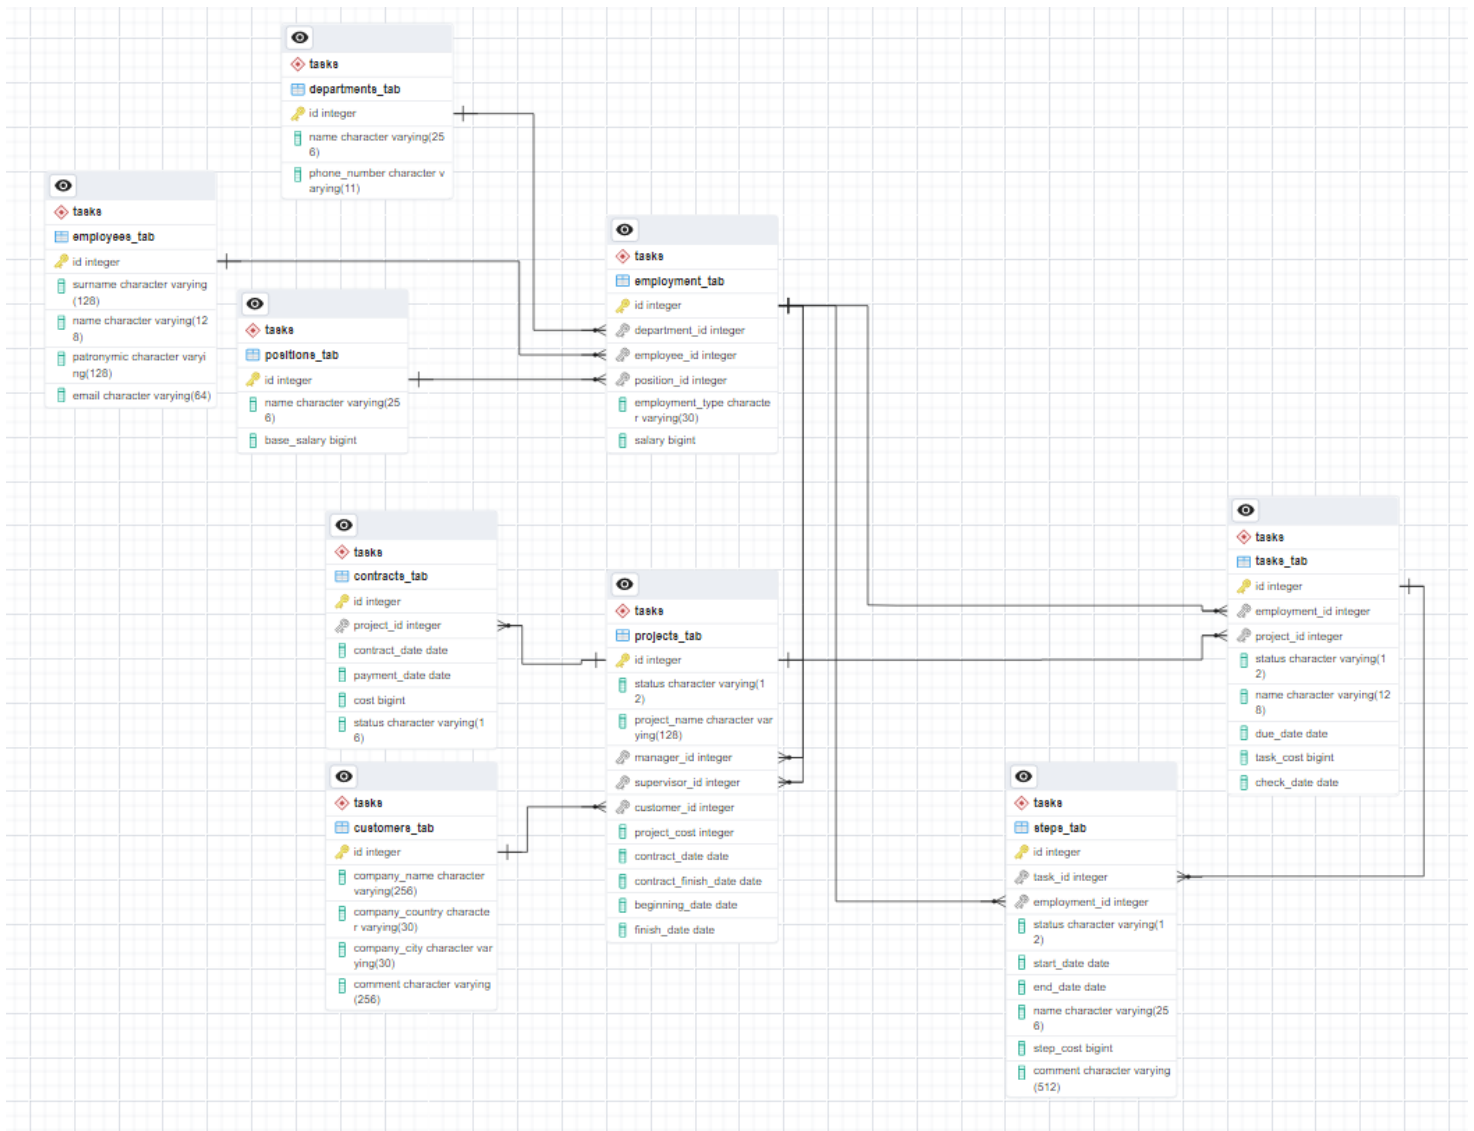 tasks
departments_tab
id integer
name character varying(25
6)
phone_number character v
arying(11)
tasks
employees_tab
id integer
surname character varying
(128)
name character varying(12
8)
patronymic character varyi
ng(128)
email character varying(64)
tasks
positions_tab
id integer
name character varying(25
6)
base_salary bigint
tasks
employment_tab
id integer
department_id integer
employee_id integer
position_id integer
employment_type characte
r varying(30)
salary bigint
tasks
contracts_tab
id integer
project_id integer
contract_date date
payment_date date
cost bigint
status character varying(1
6)
tasks
projects_tab
id integer
status character varying(1
2)
project_name character var
ying(128)
manager_id integer
supervisor_id integer
customer_id integer
project_cost integer
contract_date date
contract_finish_date date
beginning_date date
finish_date date
tasks
customers_tab
id integer
company_name character
varying(256)
company_country characte
r varying(30)
company_city character var
ying(30)
comment character varying
(256)
tasks
tasks_tab
id integer
employment_id integer
project_id integer
status character varying(1
2)
name character varying(12
8)
due_date date
task_cost bigint
check_date date
tasks
steps_tab
id integer
task_id integer
employment_id integer
status character varying(1
2)
start_date date
end_date date
name character varying(25
6)
step_cost bigint
comment character varying
(512)